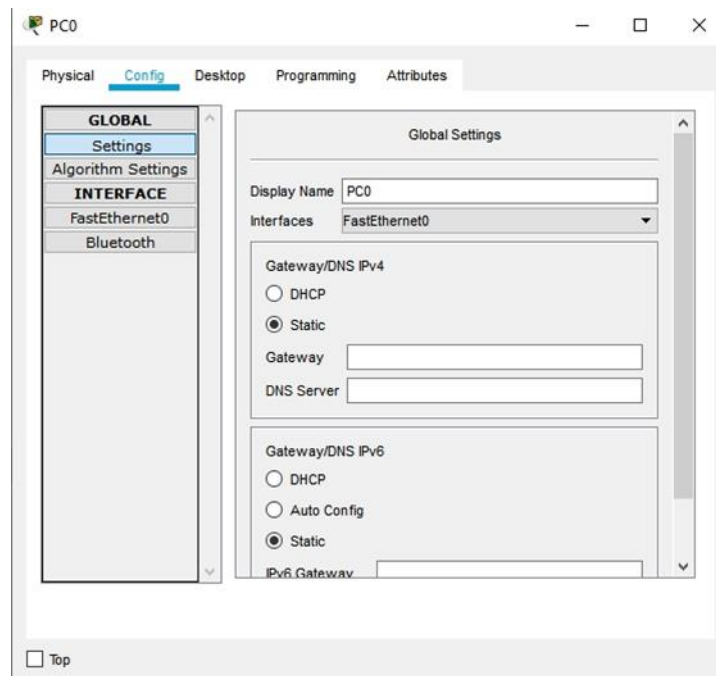 PC0
Physical Config Desktop Programming Attributes
GLOBAL
Settings
Algorithm Settings
INTERFACE
FastEthernet0
Bluetooth
Global Settings
Display Name PC0
Interfaces FastEthernet0
Gateway/DNS IPv4
DHCP
Static
Gateway
DNS Server
Gateway/DNS IPv6
DHCP
Auto Config
Static
IPv6 Gateway
Top